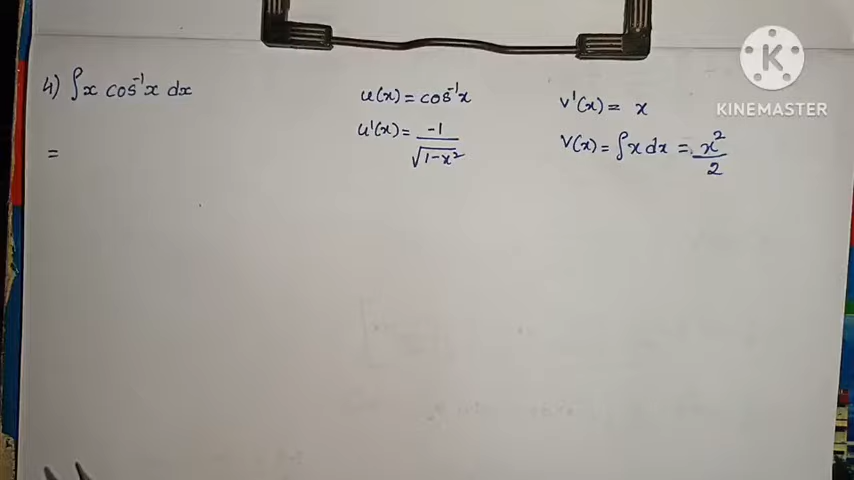 4) ∫x cos⁻¹x dx
=
u(x) = cos⁻¹x
u'(x) = -1/√(1-x²)
v'(x) = x
v(x) = ∫x dx = x²/2
K
KINEMASTER